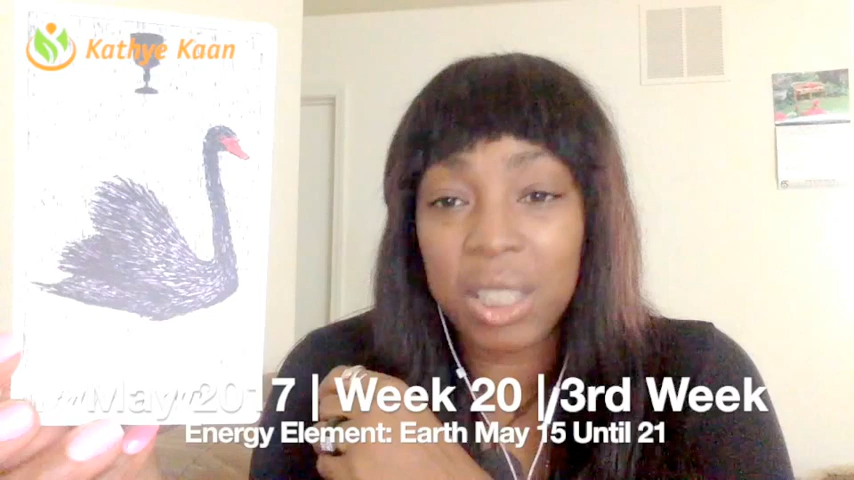 Kathye Kaan
May 2017 | Week 20 | 3rd Week
Energy Element: Earth May 15 Until 21